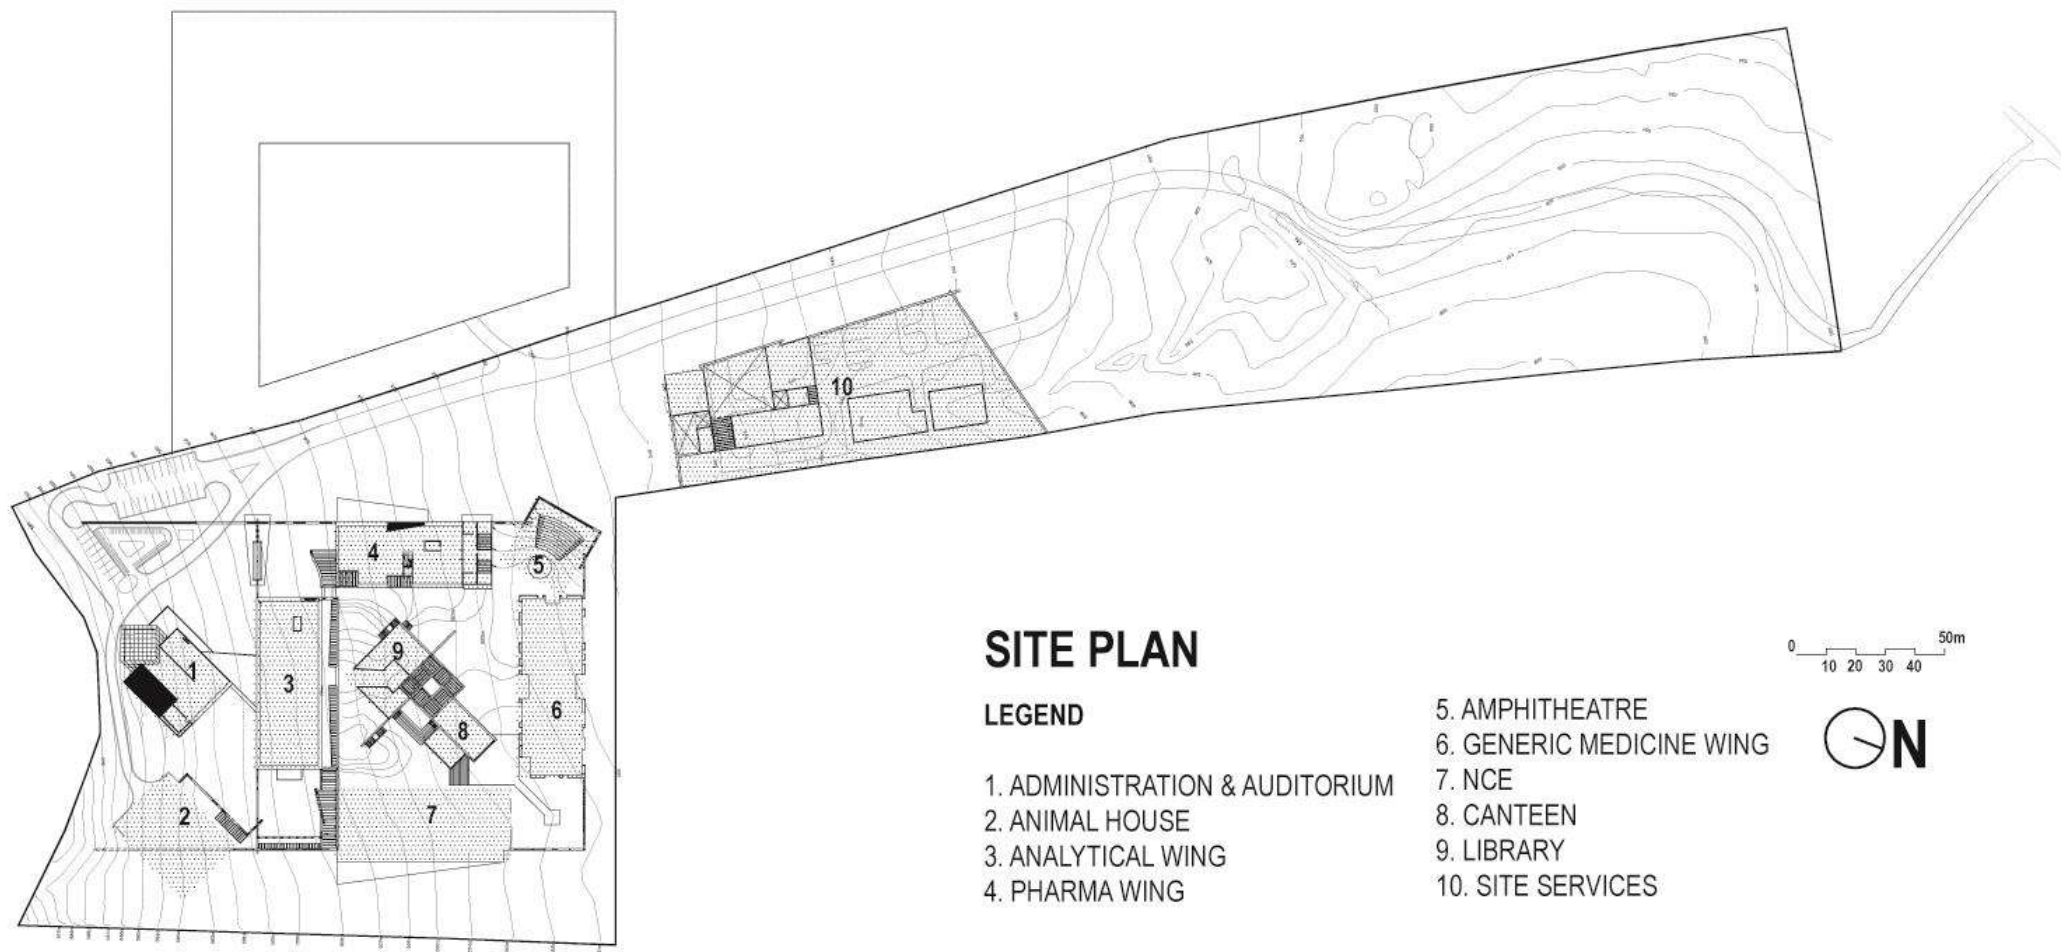 10
4
5
9
1
3
6
8
2
7
SITE PLAN
LEGEND
1. ADMINISTRATION & AUDITORIUM
2. ANIMAL HOUSE
3. ANALYTICAL WING
4. PHARMA WING
5. AMPHITHEATRE
6. GENERIC MEDICINE WING
7. NCE
8. CANTEEN
9. LIBRARY
10. SITE SERVICES
0 50m
10 20 30 40
N